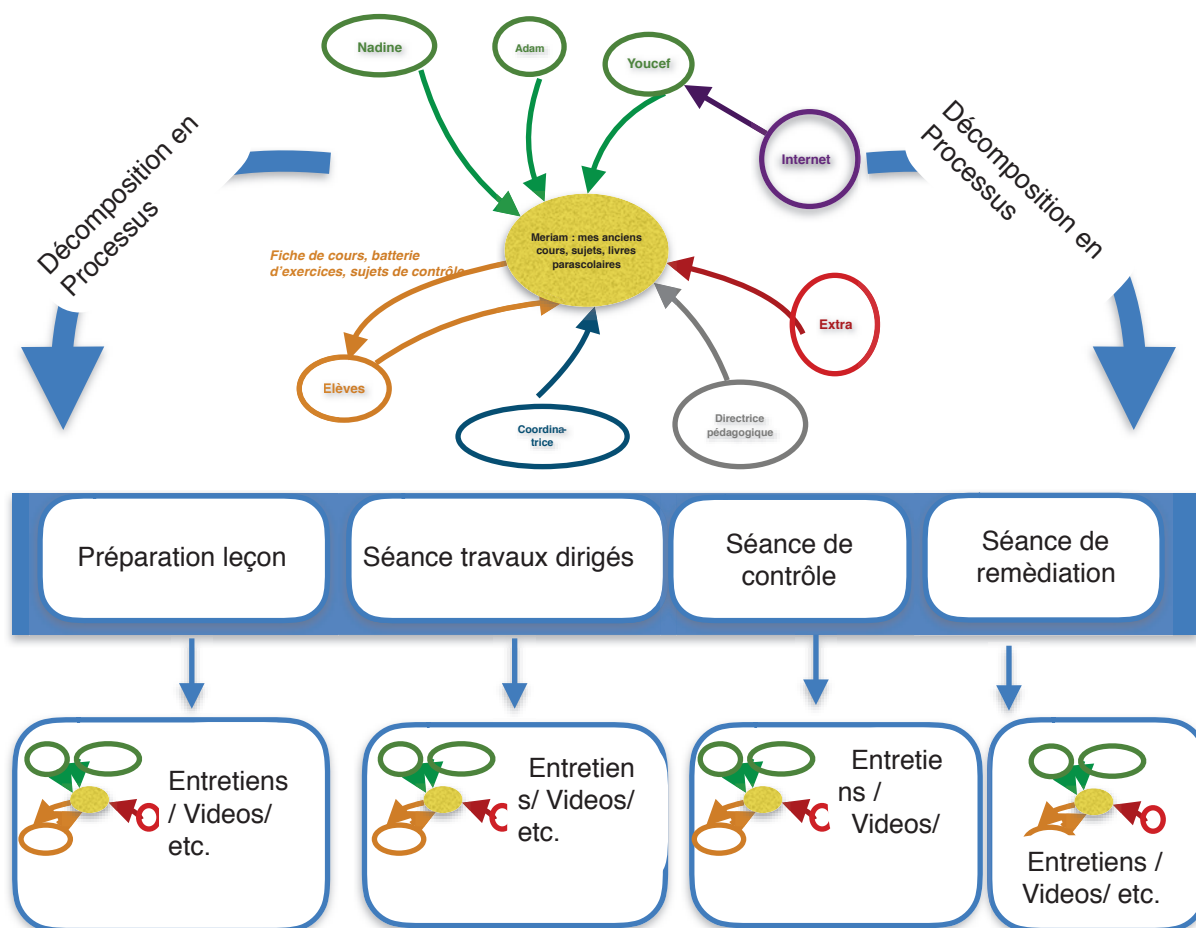 Nadine
Adam
Youcef
Internet
Décomposition en
Processus
Décomposition en
Processus
Meriam : mes anciens
cours, sujets, livres
parascolaires
Fiche de cours, batterie
d'exercices, sujets de contrôle
Extra
Elèves
Coordina-
trice
Directrice
pédagogique
Préparation leçon
Séance travaux dirigés
Séance de
contrôle
Séance de
remèdiation
Entretiens
/ Videos/
etc.
Entretien
s/ Videos/
etc.
Entretie
ns /
Videos/
Entretiens /
Videos/ etc.